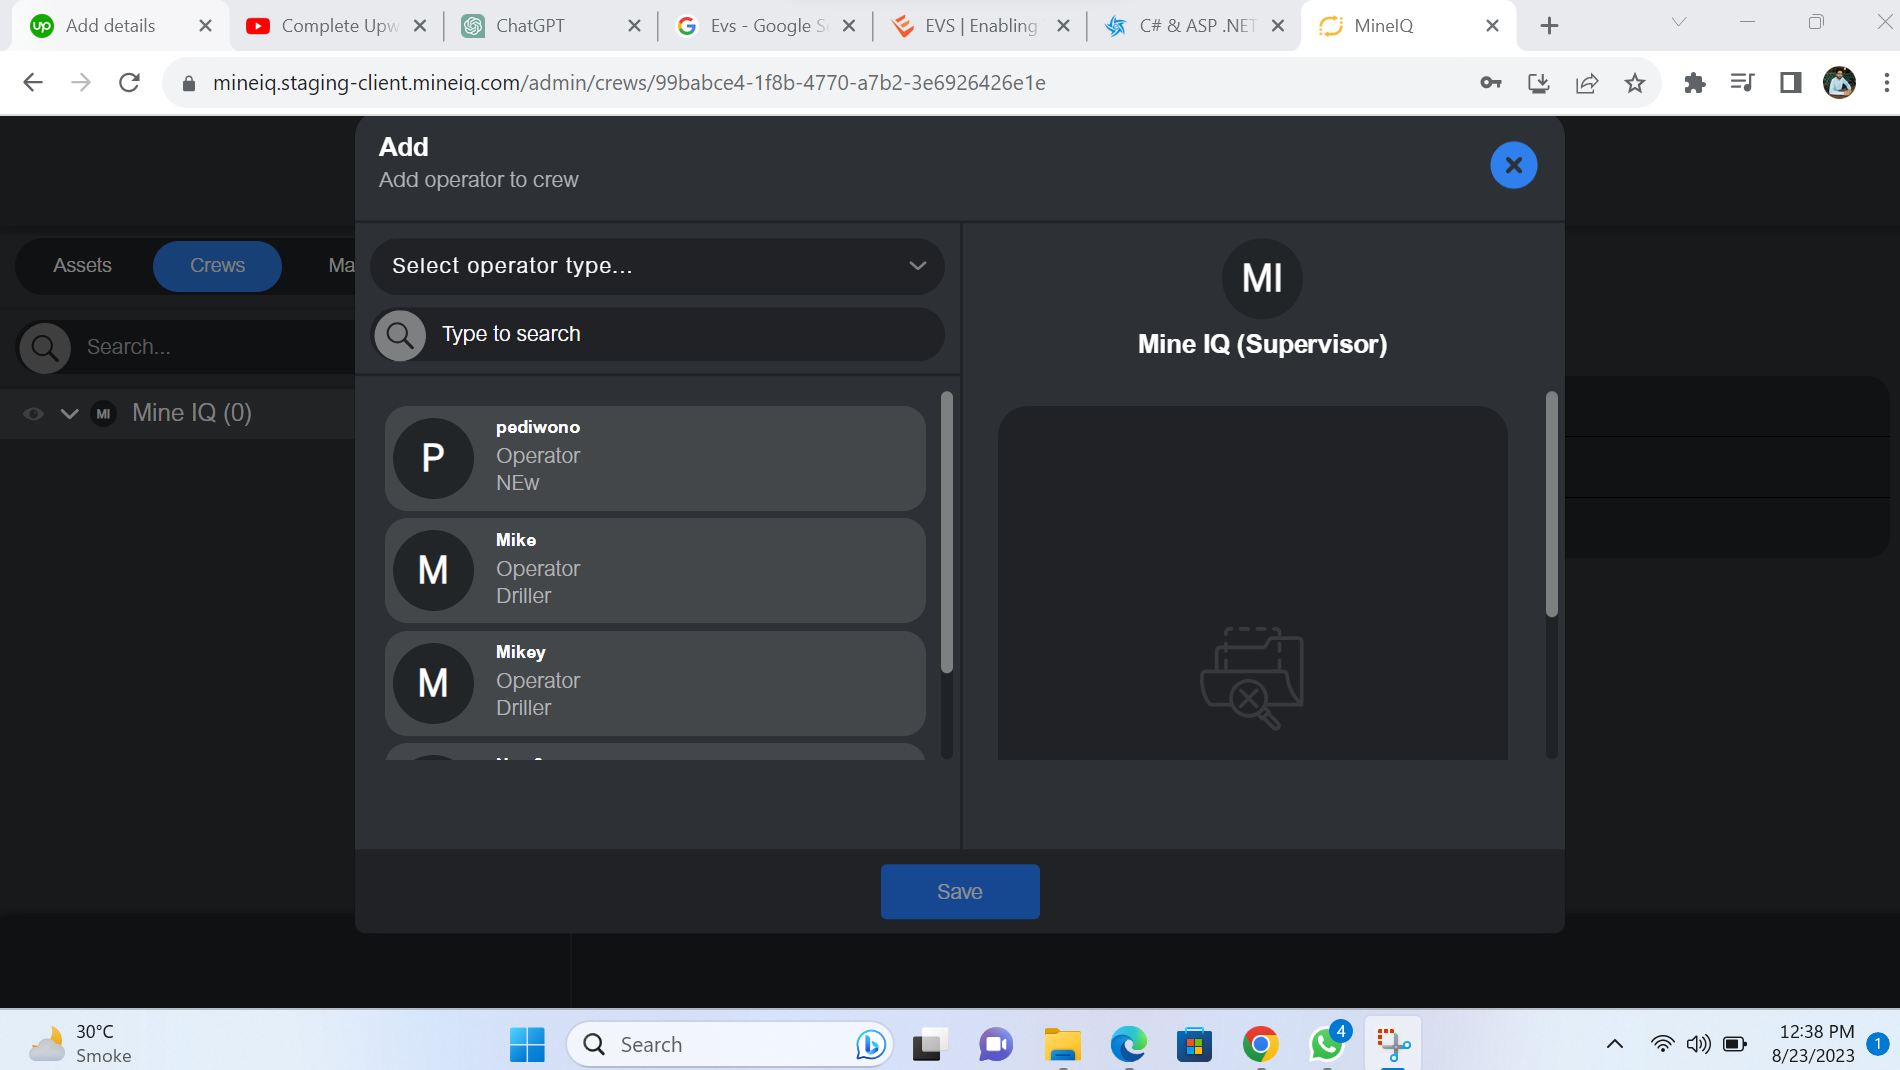 up Add details
Complete Upw
ChatGPT
G Evs - Google S
EVS | Enabling
C# & ASP .NET
MineIQ
mineiq.staging-client.mineiq.com/admin/crews/99babce4-1f8b-4770-a7b2-3e6926426e1e
Add
Add operator to crew
Assets Crews Ma
Search...
MI Mine IQ (0)
Select operator type...
Type to search
P
pediwono
Operator
NEw
M
Mike
Operator
Driller
M
Mikey
Operator
Driller
MI
Mine IQ (Supervisor)
Save
30°C
Smoke
Search
4
12:38 PM
8/23/2023
1